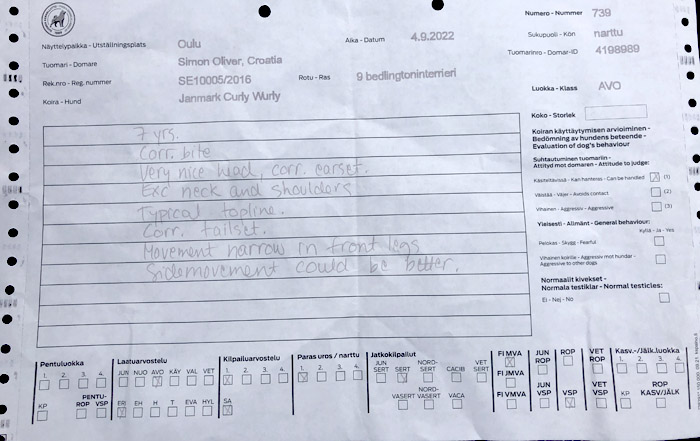 Numero - Nummer 739
Näyttelypaikka - Utställningsplats Oulu Aika - Datum 4.9.2022 Sukupuoli - Kön narttu
Tuomari - Domare Simon Oliver, Croatia Tuomarinro - Domar-ID 4198989
Rek.nro - Reg. nummer SE10005/2016 Rotu - Ras 9 bedlingtoninterrieri
Koira - Hund Janmark Curly Wurly Luokka - Klass AVO
Koko - Storlek
7 yrs.
Corr. bite
Very nice head, corr. earset.
Exc neck and shoulders
Typical topline.
Corr. tailset.
Movement narrow in front legs
Sidemovement could be better.
Koiran käyttäytymisen arvioiminen -
Bedömning av hundens beteende -
Evaluation of dog's behaviour
Suhtautuminen tuomariin -
Attityd mot domaren - Attitude to judge:
Käsiteltävissä - Kan hanteras - Can be handled (1)
Väistää - Viker - Avoids contact (2)
Vihainen - Aggressiv - Aggressive (3)
Yleisesti - Allmänt - General behaviour:
Kyllä - Ja - Yes
Pelokas - Skygg - Fearful
Vihainen koirille - Aggressiv mot hundar -
Aggressive to other dogs
Normaalit kivekset -
Normala testiklar - Normal testicles:
Ei - Nej - No
Pentuluokka Laatuarvostelu Kilpailuarvostelu Paras uros / narttu Jatkokilpailut FI MVA JUN ROP ROP VET ROP Kasv.-/Jälk.luokka
1. 2. 3. 4. JUN NUO AVO KÄY VAL VET 1. 2. 3. 4. 1. 2. 3. 4. JUN SERT SERT NORD-SERT CACIB VET SERT FI JMVA 1. 2. 3. 4.
KP PENTU-ROP VSP ERI EH H T EVA HYL SA VASERT NORD-VASERT VACA FI VMVA JUN VSP VSP VET VSP KP ROP KASV/JÄLK